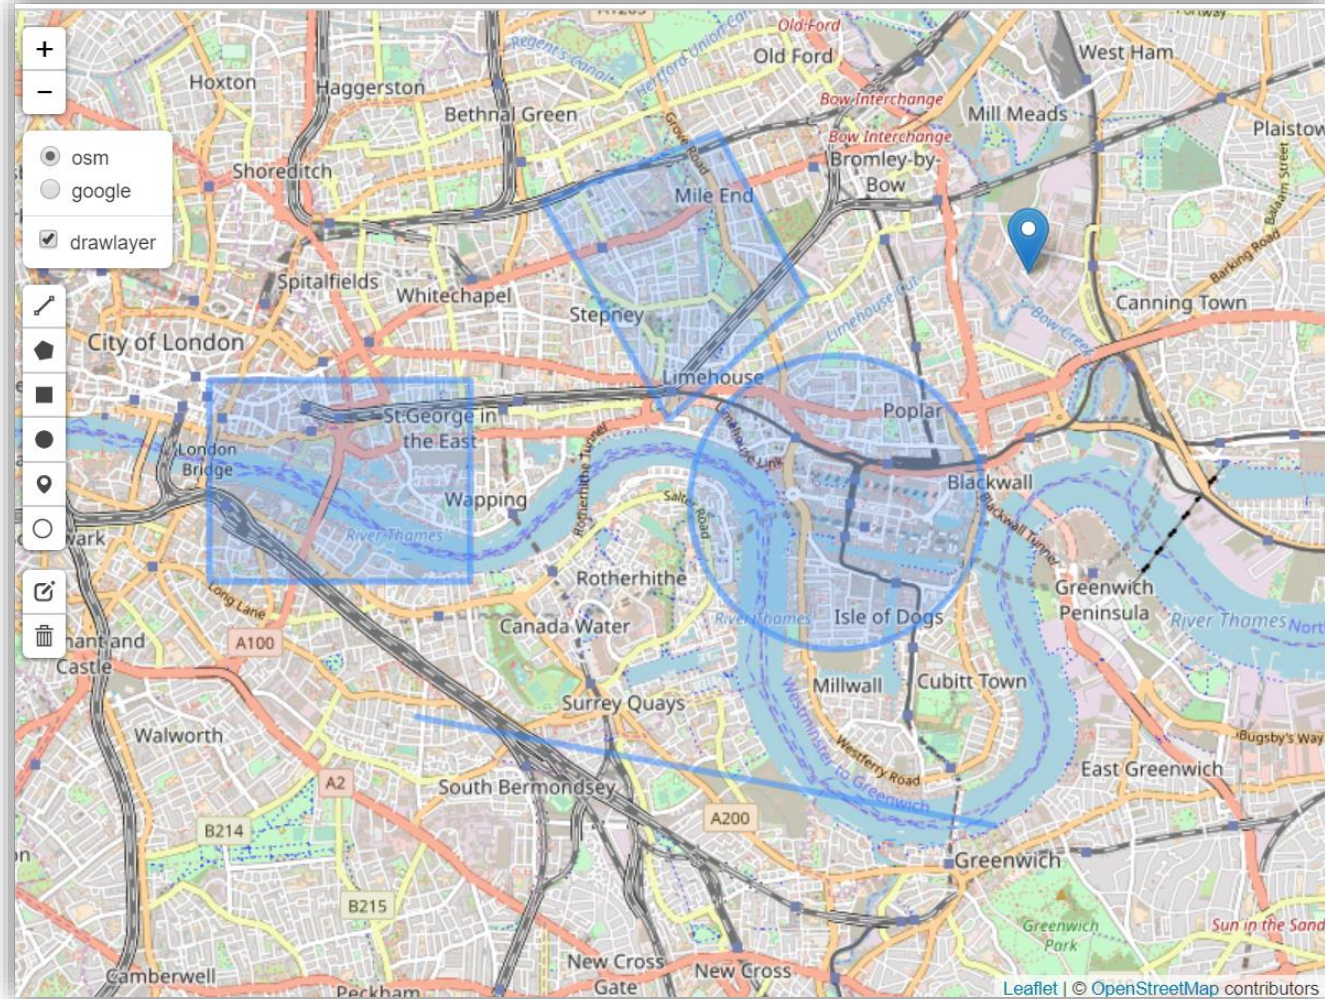 A1205
Fortway
Old Ford
Old Ford
West Ham
Regent's Canal
Hertford Union Canal
+
−
Hoxton
Haggerston
Bethnal Green
Grove Road
Bow Interchange
Bow Interchange
Mill Meads
Plaistow
Bromley-by-
Bow
osm
google
drawlayer
Shoreditch
Mile End
Balaam Street
Barking Road
Spitalfields
Whitechapel
Stepney
Limehouse Cut
Bow Creek
Canning Town
City of London
Limehouse
Poplar
St George in
the East
London
Bridge
Limehouse Link
Rotherhithe Tunnel
Wapping
Salter Road
Blackwall
Blackwall Tunnel
River Thames
Rotherhithe
Greenwich
Peninsula
Long Lane
Canada Water
River Thames
Isle of Dogs
River Thames
A100
Castle
Millwall
Cubitt Town
Surrey Quays
Walworth
Westminster to Greenwich
Westferry Road
Bugsby's Way
East Greenwich
A2
South Bermondsey
B214
A200
Greenwich
B215
Greenwich
Park
Sun in the Sand
Camberwell
Peckham
New Cross
Gate
New Cross
Leaflet | © OpenStreetMap contributors